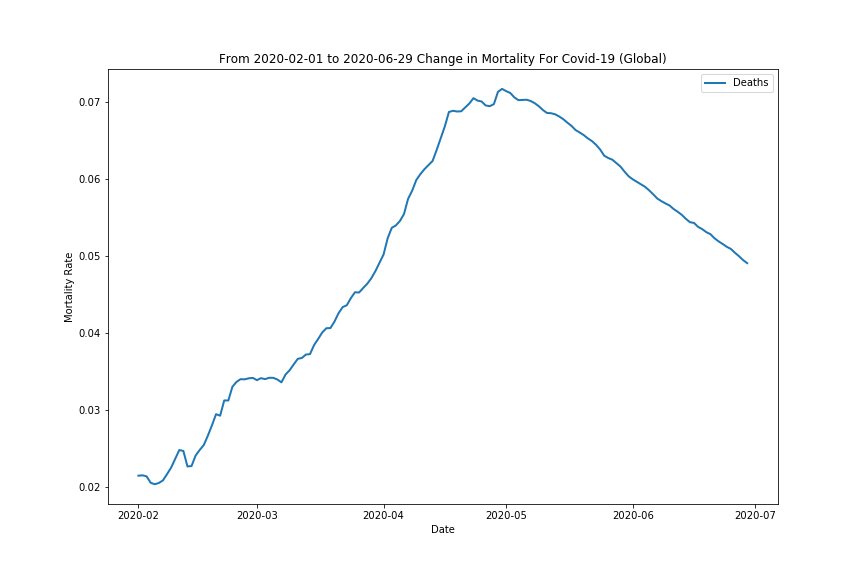 From 2020-02-01 to 2020-06-29 Change in Mortality For Covid-19 (Global)
Deaths
0.07
0.06
0.05
0.04
0.03
0.02
Mortality Rate
2020-02 2020-03 2020-04 2020-05 2020-06 2020-07
Date